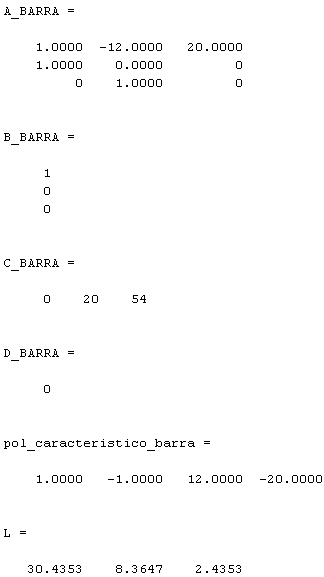 A_BARRA =
1.0000 -12.0000 20.0000
1.0000 0.0000 0
0 1.0000 0
B_BARRA =
1
0
0
C_BARRA =
0 20 54
D_BARRA =
0
pol_caracteristico_barra =
1.0000 -1.0000 12.0000 -20.0000
L =
30.4353 8.3647 2.4353